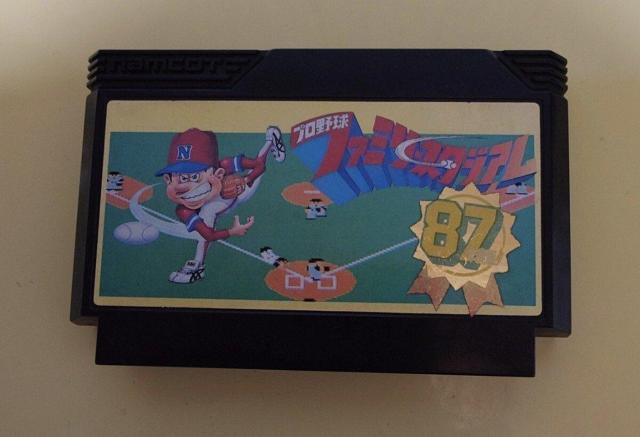 namcot
プロ野球
ファミリースタジアム
N
87